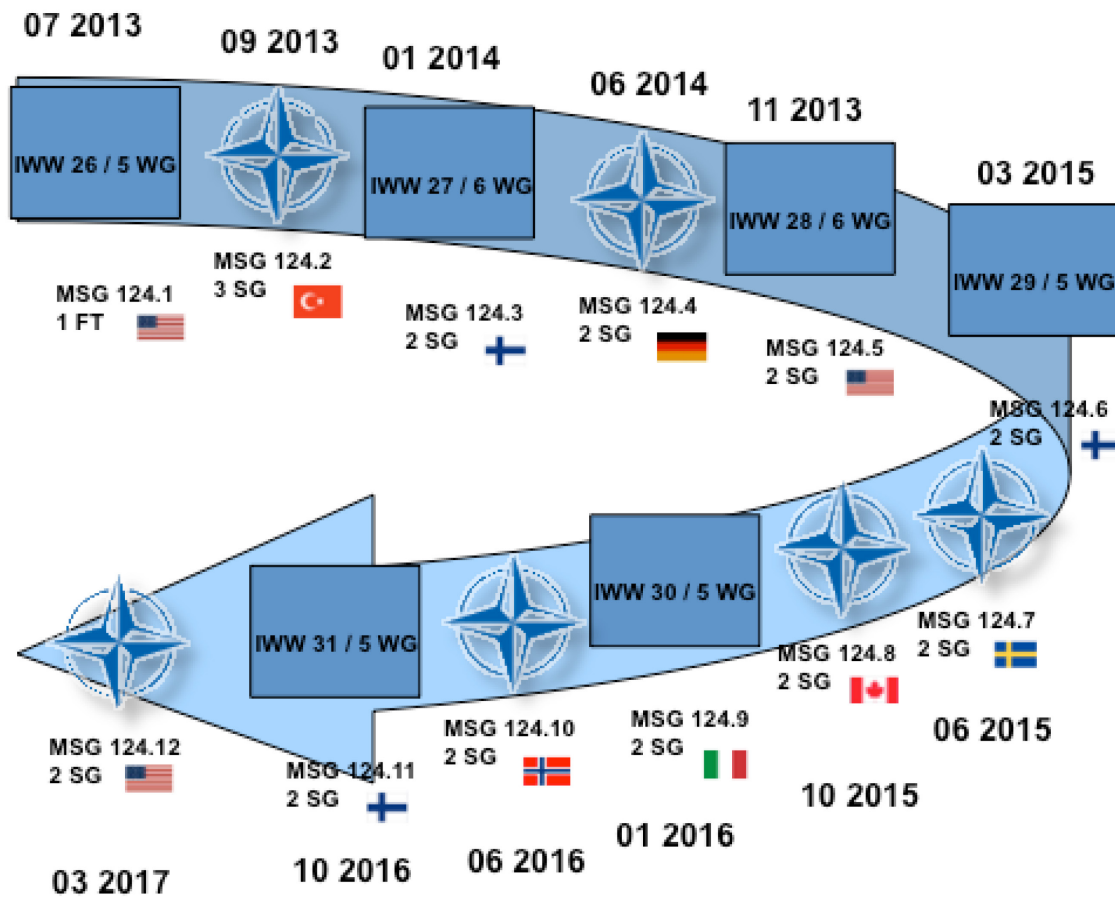 07 2013
09 2013
01 2014
06 2014
11 2013
03 2015
IWW 26 / 5 WG
IWW 27 / 6 WG
IWW 28 / 6 WG
IWW 29 / 5 WG
MSG 124.1
1 FT
MSG 124.2
3 SG
MSG 124.3
2 SG
MSG 124.4
2 SG
MSG 124.5
2 SG
MSG 124.6
2 SG
IWW 31 / 5 WG
IWW 30 / 5 WG
MSG 124.12
2 SG
MSG 124.11
2 SG
MSG 124.10
2 SG
MSG 124.9
2 SG
MSG 124.8
2 SG
MSG 124.7
2 SG
03 2017
10 2016
06 2016
01 2016
10 2015
06 2015